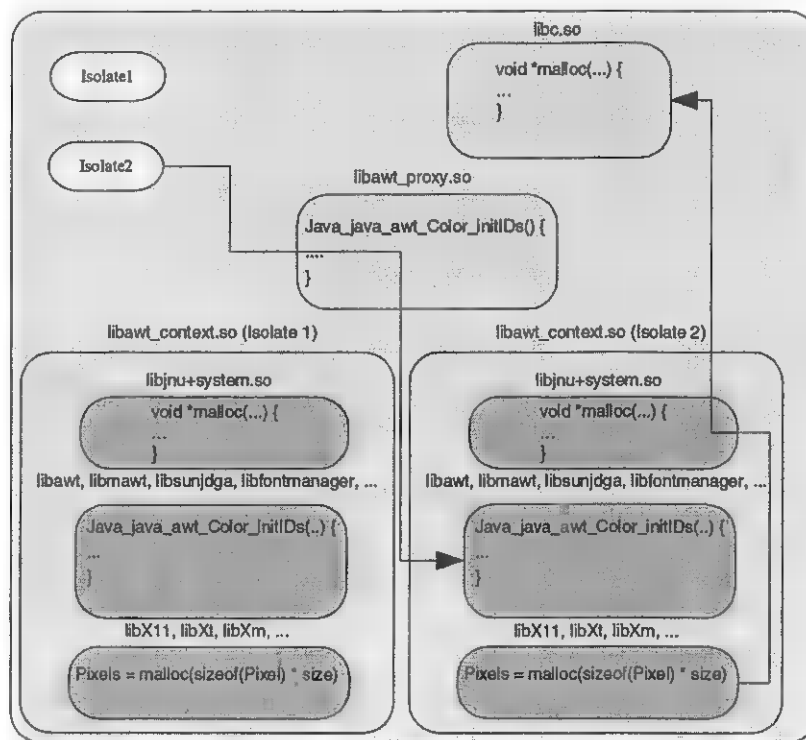 libc.so
Isolate1
void *malloc(...) {
...
}
Isolate2
libawt_proxy.so
Java_java_awt_Color_initIDs() {
....
}
libawt_context.so (Isolate 1)
libjnu+system.so
void *malloc(...) {
...
}
libawt, libmawt, libsunjdga, libfontmanager, ...
Java_java_awt_Color_initIDs(..) {
...
}
libX11, libXt, libXm, ...
Pixels = malloc(sizeof(Pixel) * size)
libawt_context.so (Isolate 2)
libjnu+system.so
void *malloc(...) {
...
}
libawt, libmawt, libsunjdga, libfontmanager, ...
Java_java_awt_Color_initIDs(..) {
...
}
libX11, libXt, libXm, ...
Pixels = malloc(sizeof(Pixel) * size)